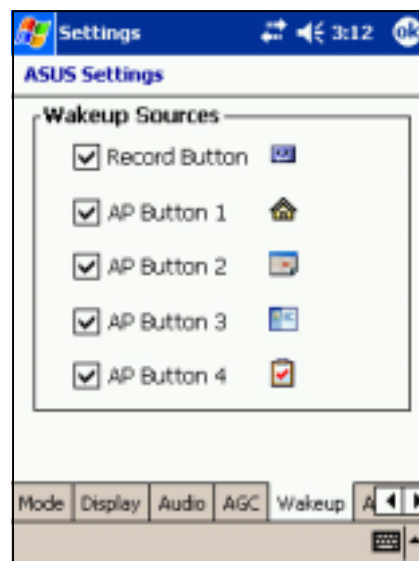 Settings 3:12 ok
ASUS Settings
Wakeup Sources
Record Button
AP Button 1
AP Button 2
AP Button 3
AP Button 4
Mode Display Audio AGC Wakeup A